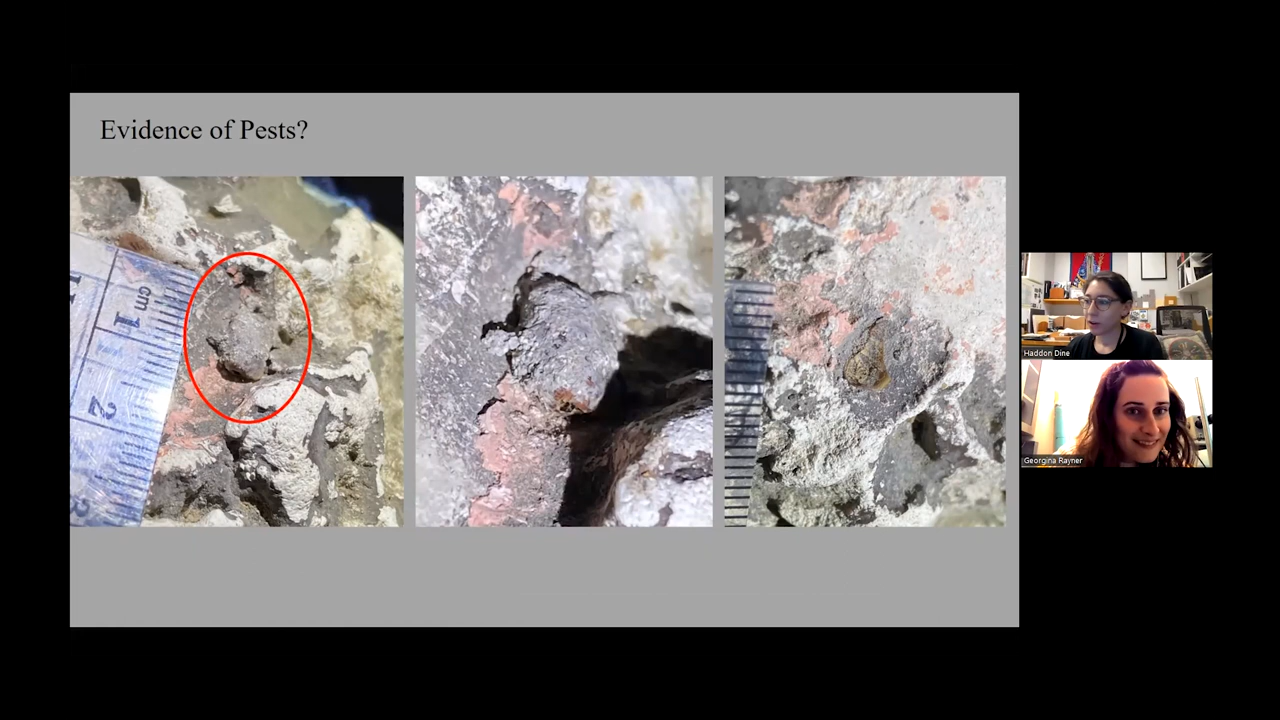 Evidence of Pests?
cm
1
2
Haddon Dine
Georgina Rayner